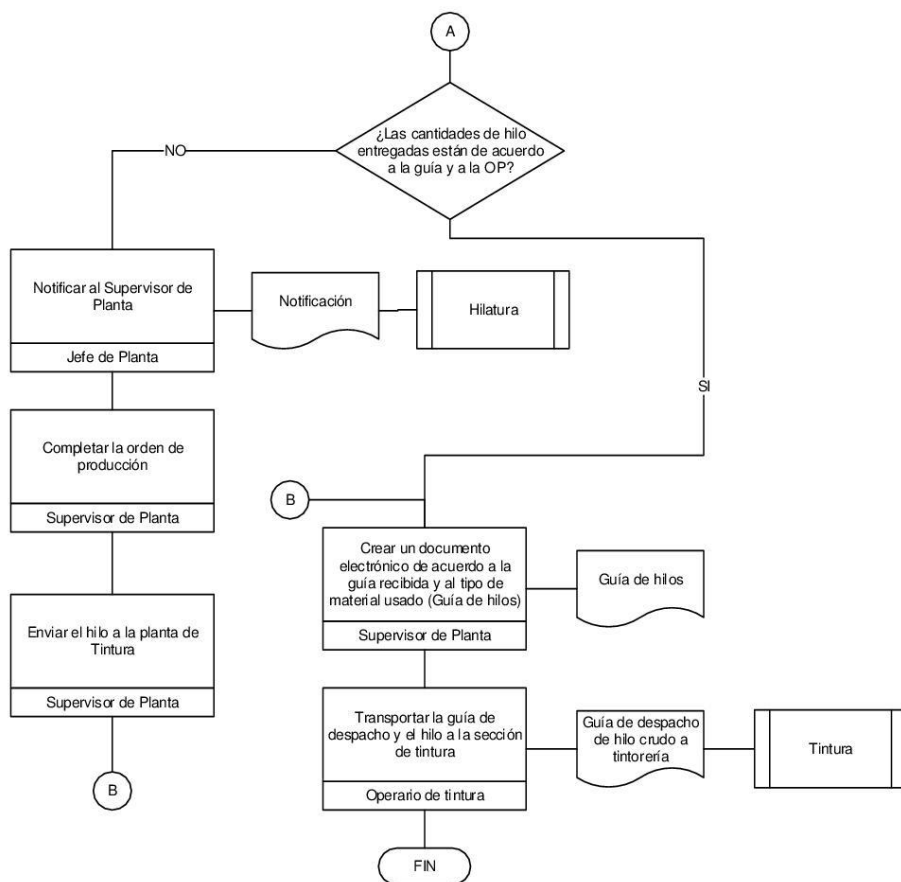 A
¿Las cantidades de hilo
entregadas están de acuerdo
a la guía y a la OP?
NO
SI
Notificar al Supervisor de
Planta
Jefe de Planta
Notificación
Hilatura
Completar la orden de
producción
Supervisor de Planta
Enviar el hilo a la planta de
Tintura
Supervisor de Planta
B
B
Crear un documento
electrónico de acuerdo a la
guía recibida y al tipo de
material usado (Guía de hilos)
Supervisor de Planta
Guía de hilos
Transportar la guía de
despacho y el hilo a la sección
de tintura
Operario de tintura
Guía de despacho
de hilo crudo a
tintorería
Tintura
FIN